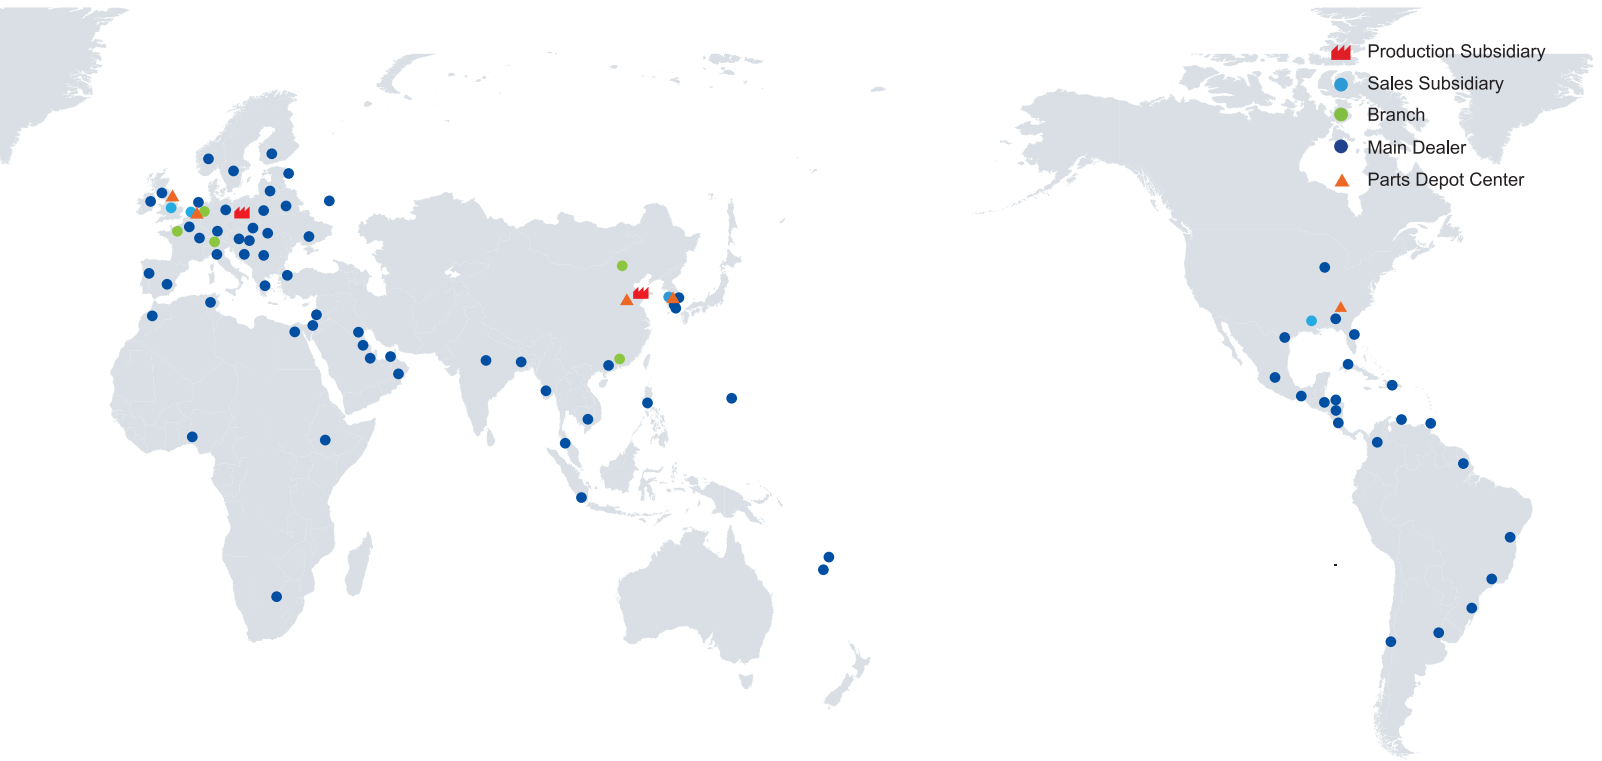 Production Subsidiary
Sales Subsidiary
Branch
Main Dealer
Parts Depot Center